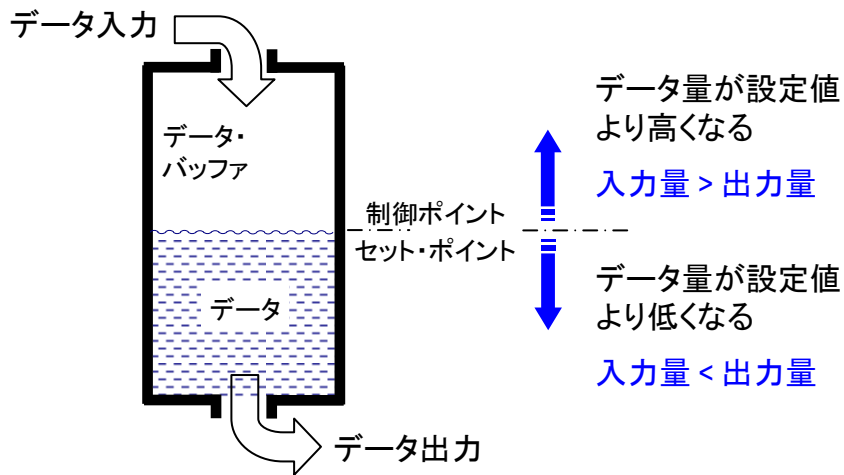 データ入力
データ・
バッファ
データ
データ出力
制御ポイント
セット・ポイント
データ量が設定値
より高くなる
入力量 > 出力量
データ量が設定値
より低くなる
入力量 < 出力量